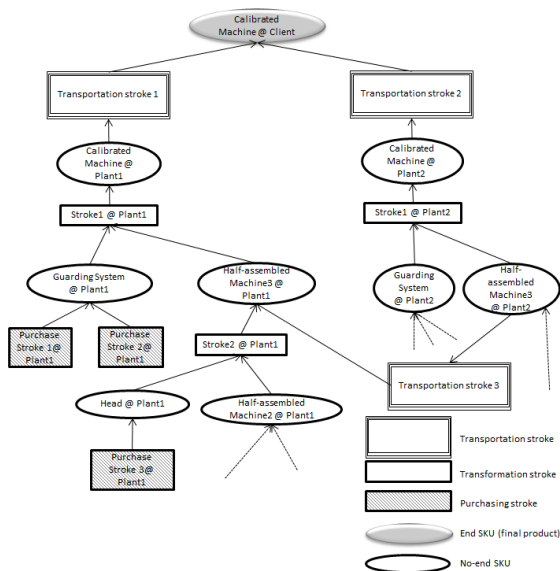 Calibrated
Machine @ Client
Transportation stroke 1
Transportation stroke 2
Calibrated
Machine @
Plant1
Calibrated
Machine @
Plant2
Stroke1 @ Plant1
Stroke1 @ Plant2
Guarding System
@ Plant1
Half-assembled
Machine3 @
Plant1
Guarding
System
@ Plant2
Half-
assembled
Machine3 @
Plant2
Purchase
Stroke 1@
Plant1
Purchase
Stroke 2@
Plant1
Stroke2 @ Plant1
Transportation stroke 3
Head @ Plant1
Half-assembled
Machine2 @ Plant1
Purchase
Stroke 3@
Plant1
Transportation stroke
Transformation stroke
Purchasing stroke
End SKU (final product)
No-end SKU